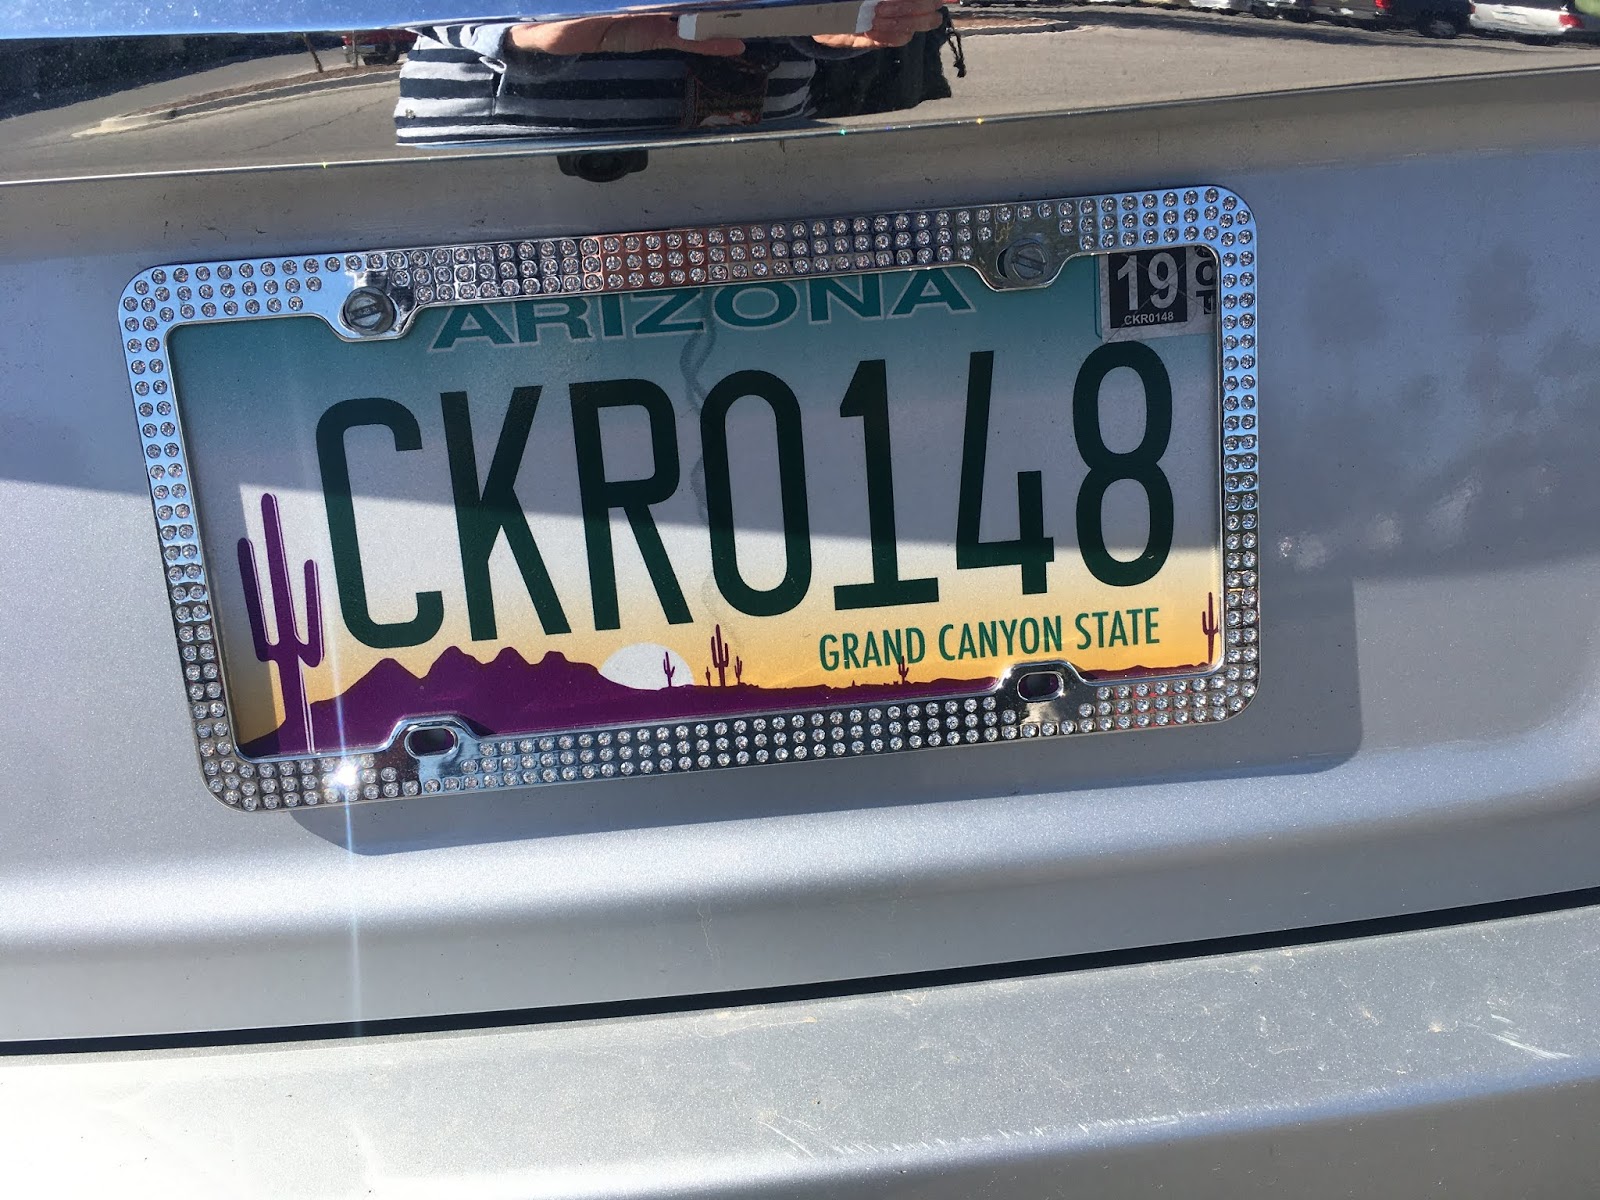 ARIZONA
19
CKR0148
CKR0148
GRAND CANYON STATE